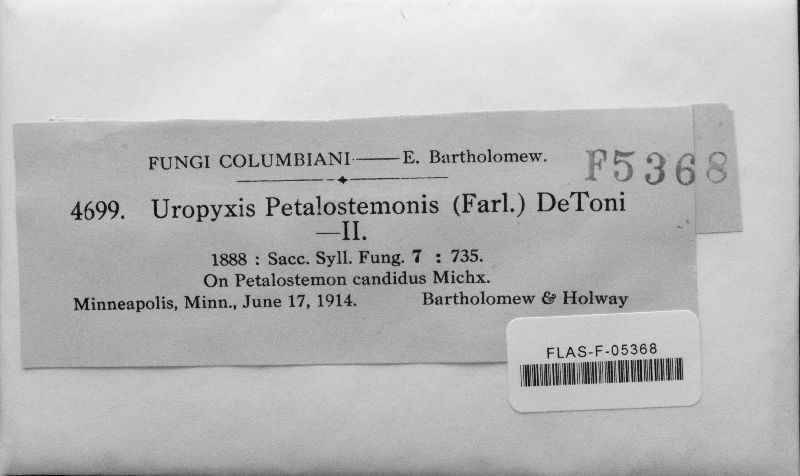 FUNGI COLUMBIANI——E. Bartholomew.
F5368
4699. Uropyxis Petalostemonis (Farl.) DeToni
—II.
1888 : Sacc. Syll. Fung. 7 : 735.
On Petalostemon candidus Michx.
Minneapolis, Minn., June 17, 1914. Bartholomew & Holway
FLAS-F-05368